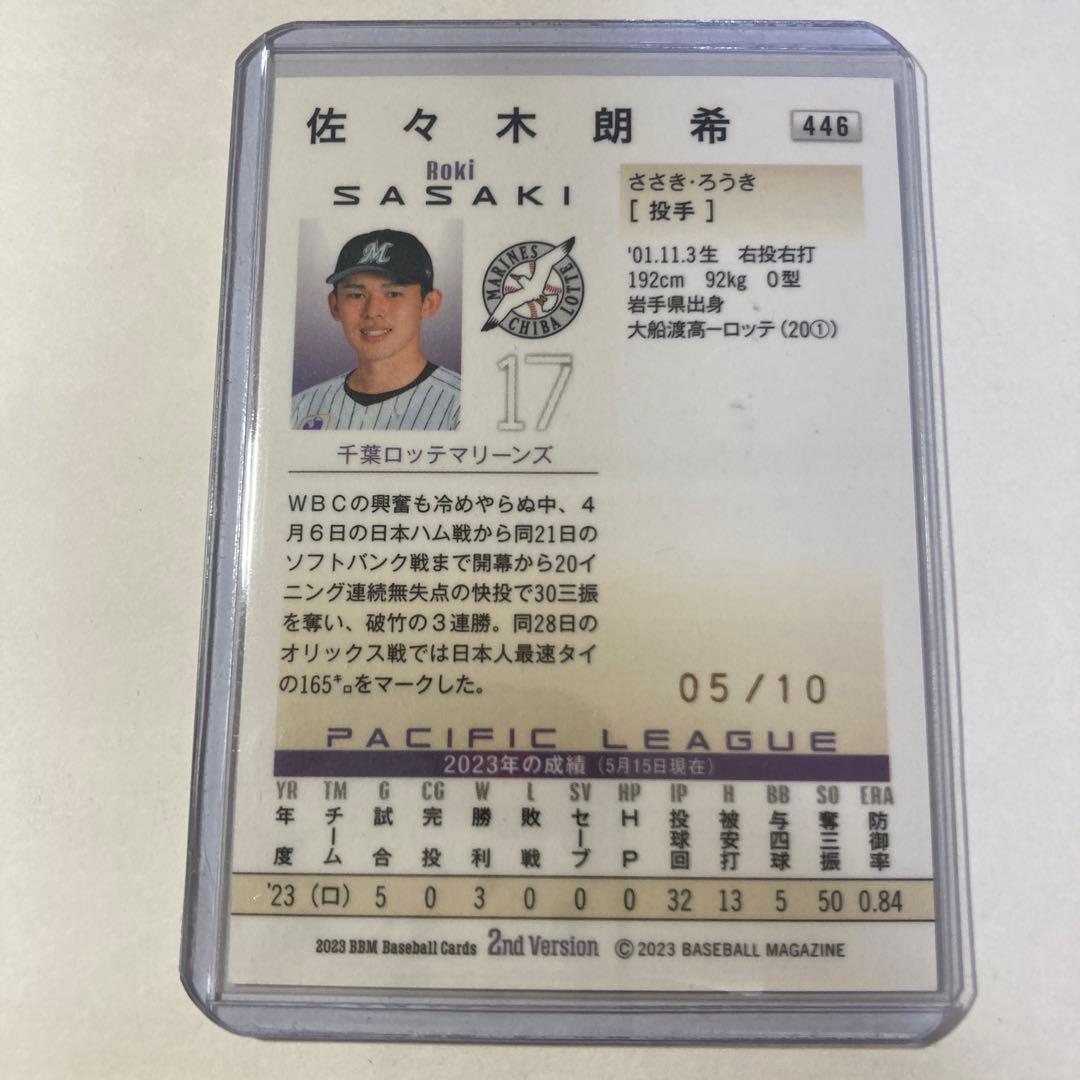 佐々木朗希
446
Roki
SASAKI
ささき・ろうき
[ 投手 ]
'01.11.3生 右投右打
192cm 92kg O型
岩手県出身
大船渡高ーロッテ(20①)
M
MARINES
CHIBA LOTTE
17
千葉ロッテマリーンズ
WBCの興奮も冷めやらぬ中、4
月6日の日本ハム戦から同21日の
ソフトバンク戦まで開幕から20イ
ニング連続無失点の快投で30三振
を奪い、破竹の3連勝。同28日の
オリックス戦では日本人最速タイ
の165㌔をマークした。
05/10
PACIFIC LEAGUE
2023年の成績(5月15日現在)
YR TM G CG W L SV HP IP H BB SO ERA
年度 チーム 試合 完投 勝利 敗戦 セーブ HP 投球回 被安打 与四球 奪三振 防御率
'23 (ロ) 5 0 3 0 0 0 32 13 5 50 0.84
2023 BBM Baseball Cards 2nd Version ©2023 BASEBALL MAGAZINE